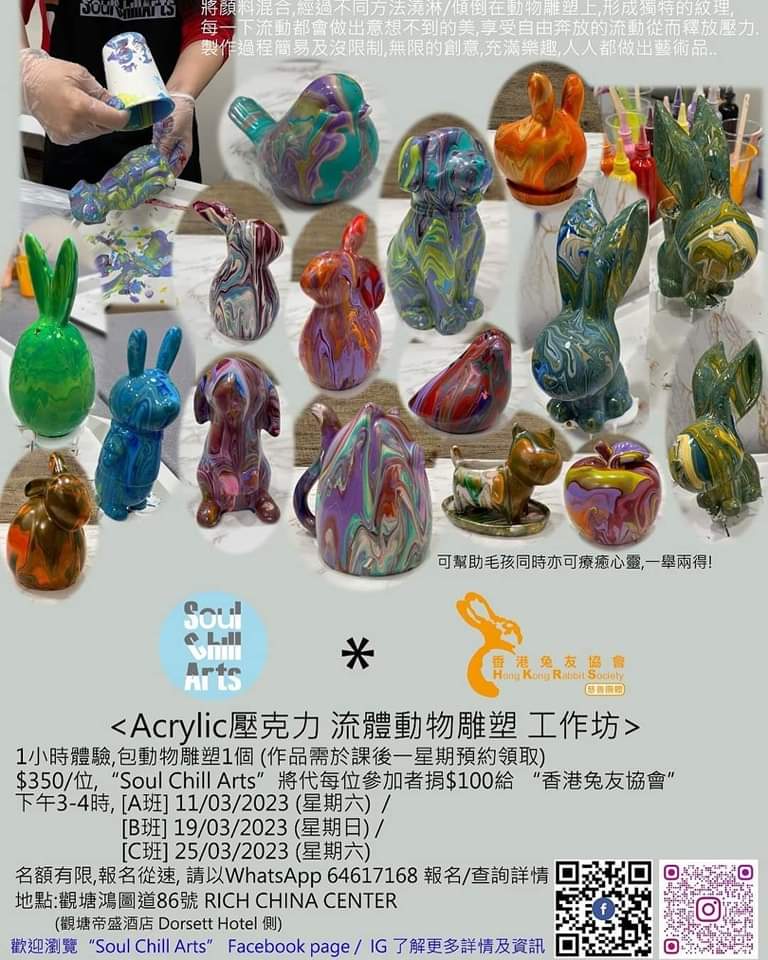 Soul Chill Arts
將顏料混合,經過不同方法澆淋/傾倒在動物雕塑上,形成獨特的紋理,
每一下流動都會做出意想不到的美,享受自由奔放的流動從而釋放壓力.
製作過程簡易及沒限制,無限的創意,充滿樂趣,人人都做出藝術品..
可幫助毛孩同時亦可療癒心靈,一舉兩得!
Soul
Chill
Arts
*
香港兔友協會
Hong Kong Rabbit Society
慈善團體
<Acrylic壓克力 流體動物雕塑 工作坊>
1小時體驗,包動物雕塑1個 (作品需於課後一星期預約領取)
$350/位, “Soul Chill Arts” 將代每位參加者捐$100給 “香港兔友協會”
下午3-4時, [A班] 11/03/2023 (星期六) /
[B班] 19/03/2023 (星期日) /
[C班] 25/03/2023 (星期六)
名額有限,報名從速, 請以WhatsApp 64617168 報名/查詢詳情
地點:觀塘鴻圖道86號 RICH CHINA CENTER
(觀塘帝盛酒店 Dorsett Hotel 側)
歡迎瀏覽 “Soul Chill Arts” Facebook page / IG 了解更多詳情及資訊